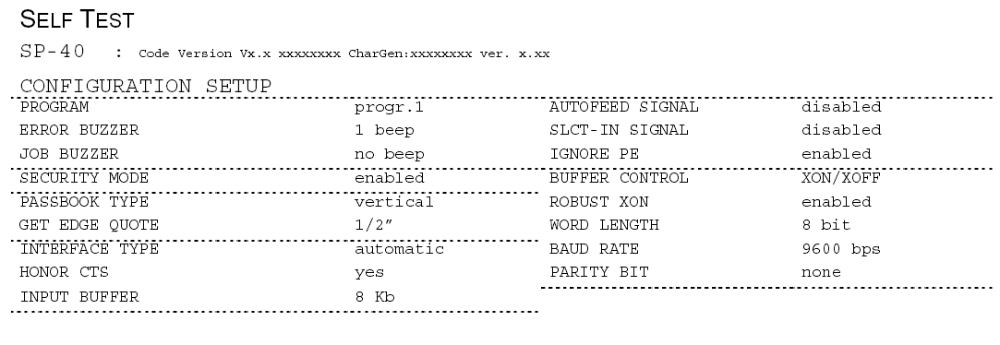 SELF TEST
SP-40 : Code Version Vx.x xxxxxxxx CharGen:xxxxxxxx ver. x.xx
CONFIGURATION SETUP
PROGRAM progr.1 AUTOFEED SIGNAL disabled
ERROR BUZZER 1 beep SLCT-IN SIGNAL disabled
JOB BUZZER no beep IGNORE PE enabled
SECURITY MODE enabled BUFFER CONTROL XON/XOFF
PASSBOOK TYPE vertical ROBUST XON enabled
GET EDGE QUOTE 1/2” WORD LENGTH 8 bit
INTERFACE TYPE automatic BAUD RATE 9600 bps
HONOR CTS yes PARITY BIT none
INPUT BUFFER 8 Kb